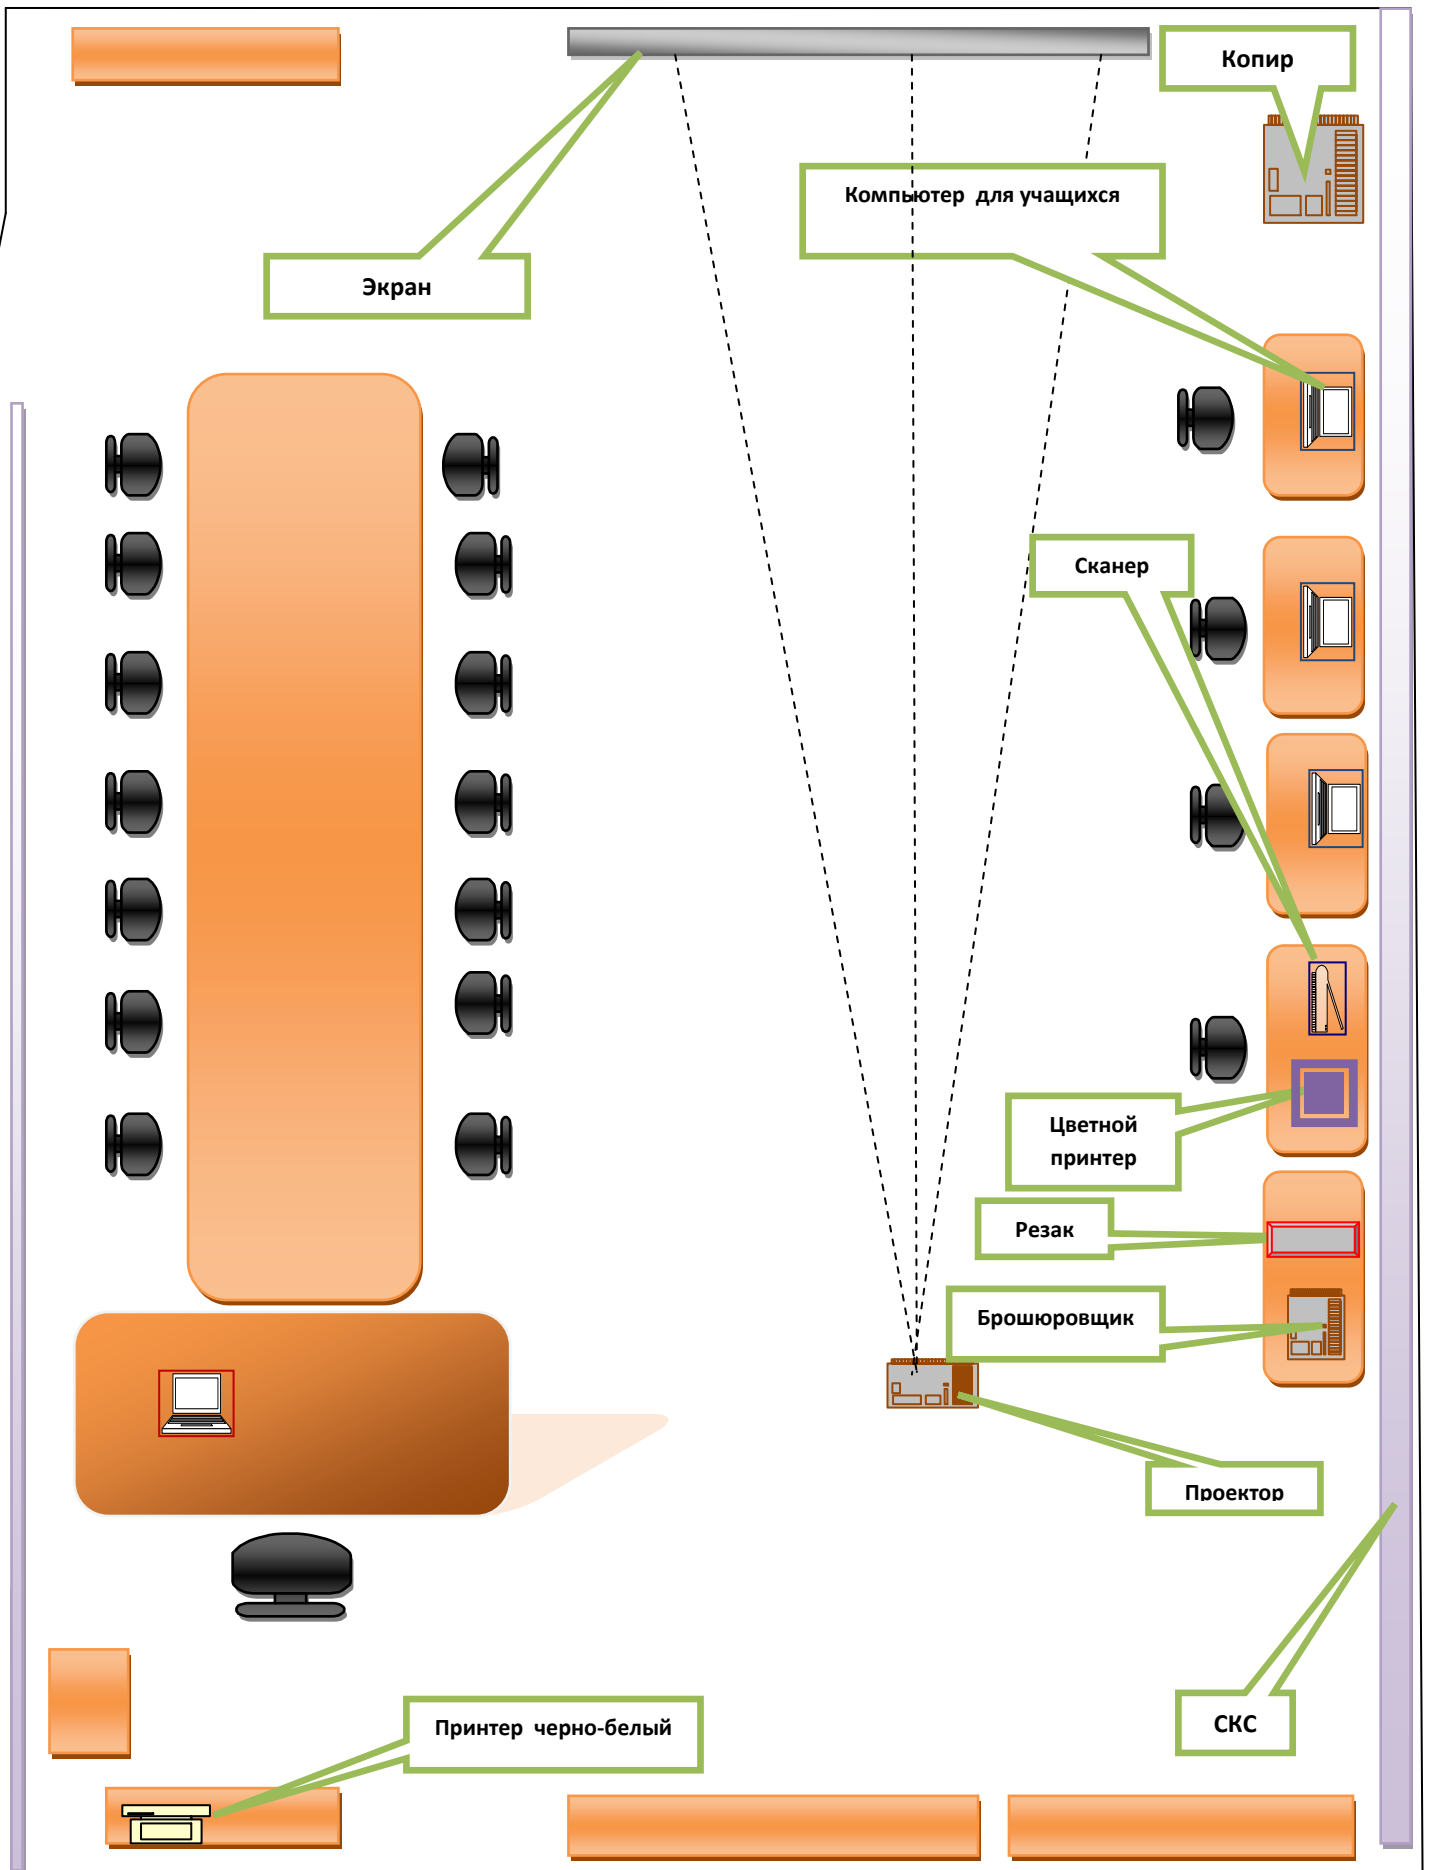 Копир
Компьютер для учащихся
Экран
Сканер
Цветной
принтер
Резак
Брошюровщик
Проектор
Принтер черно-белый
СКС